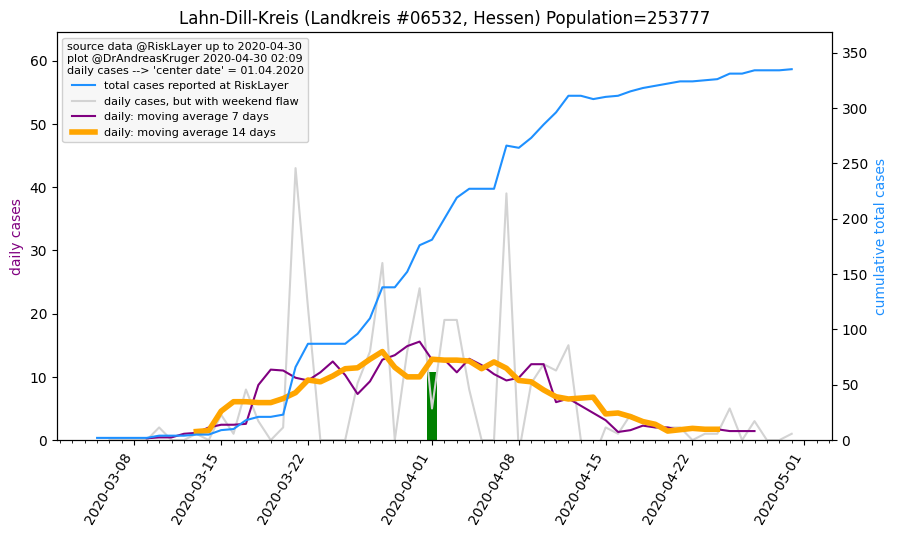 Lahn-Dill-Kreis (Landkreis #06532, Hessen) Population=253777
source data @RiskLayer up to 2020-04-30
plot @DrAndreasKruger 2020-04-30 02:09
daily cases --> 'center date' = 01.04.2020
total cases reported at RiskLayer
daily cases, but with weekend flaw
daily: moving average 7 days
daily: moving average 14 days
daily cases
60
50
40
30
20
10
0
cumulative total cases
350
300
250
200
150
100
50
0
2020-03-08
2020-03-15
2020-03-22
2020-04-01
2020-04-08
2020-04-15
2020-04-22
2020-05-01